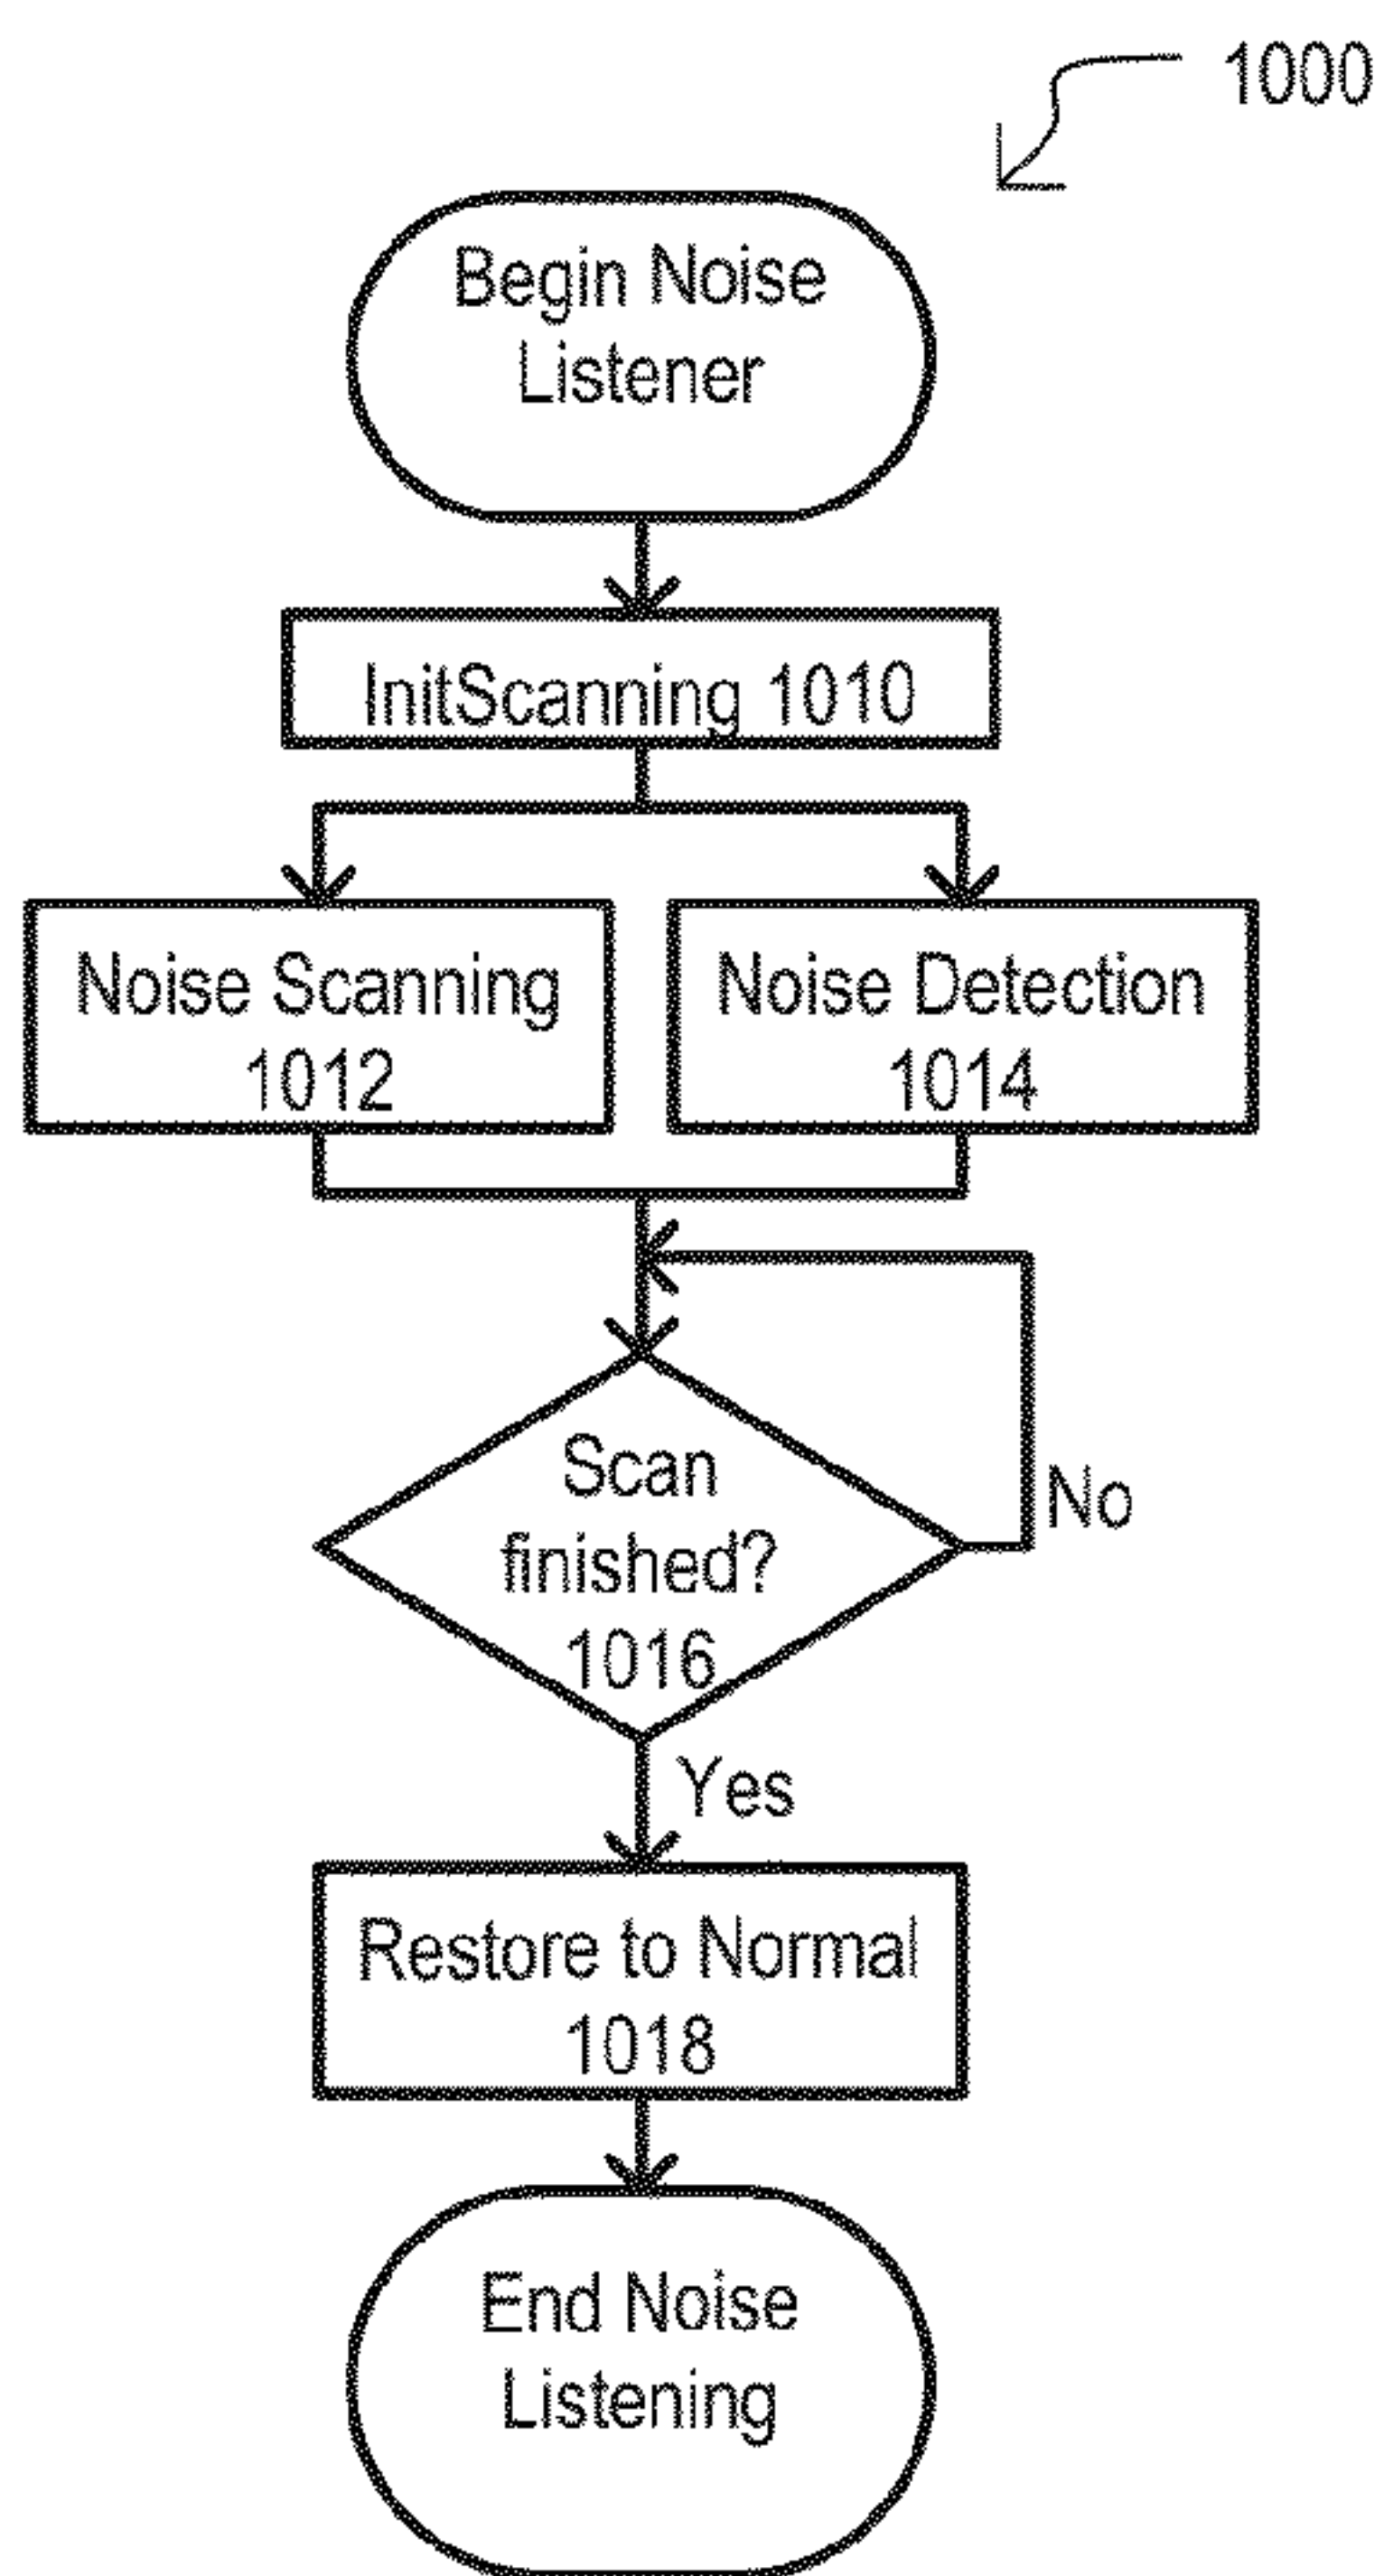 1000
Begin Noise
Listener
InitScanning 1010
Noise Scanning
1012
Noise Detection
1014
Scan
finished?
1016
No
Yes
Restore to Normal
1018
End Noise
Listening